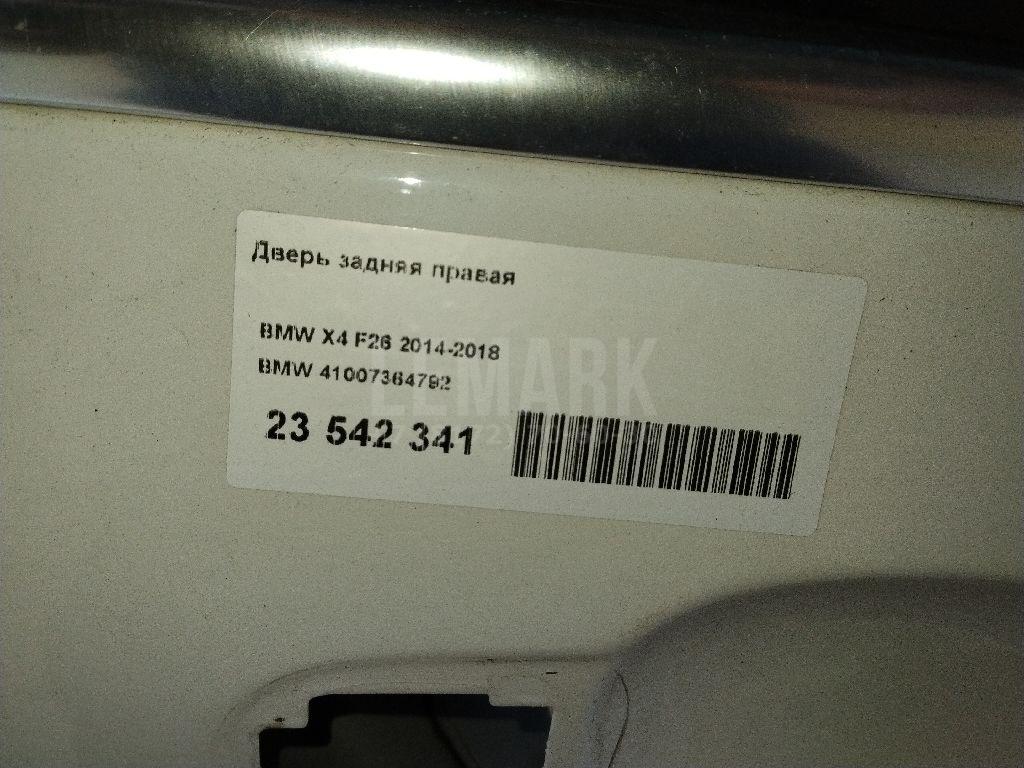 Дверь задняя правая
BMW X4 F26 2014-2018
BMW 41007364792
23 542 341